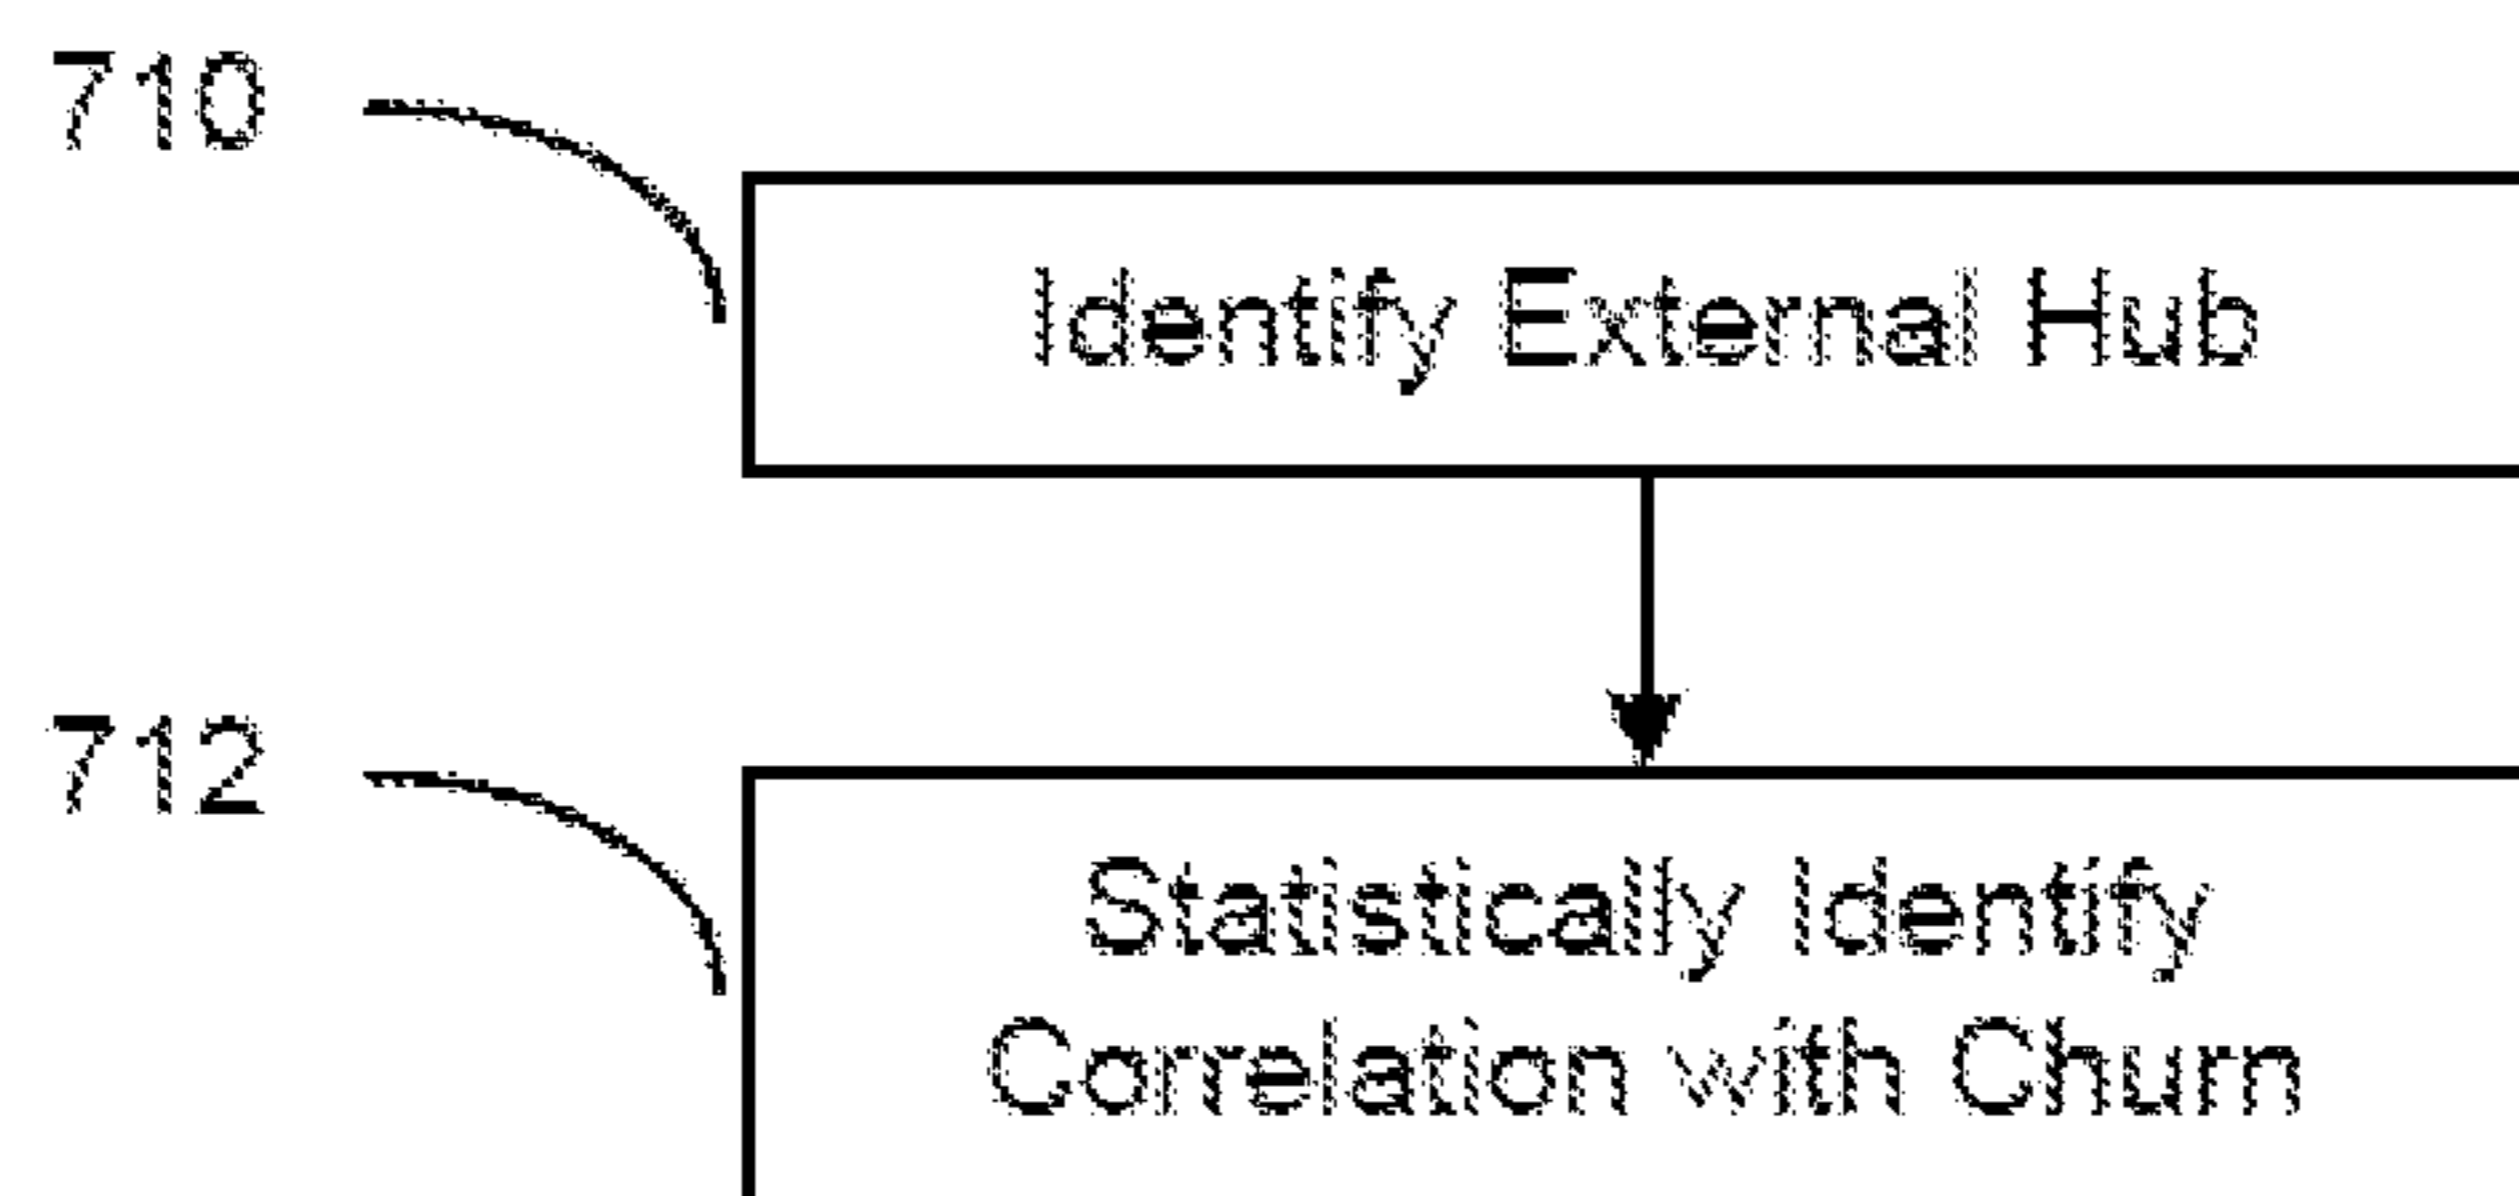 710
Identify External Hub
712
Statistically Identify
Correlation with Churn